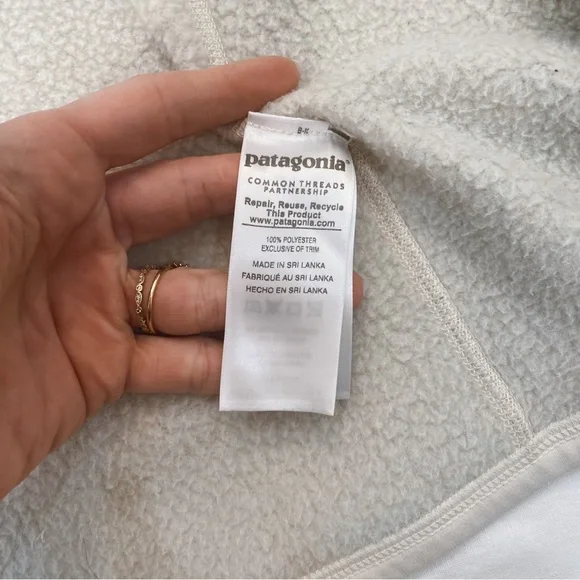 patagonia®
COMMON THREADS
PARTNERSHIP
Repair, Reuse, Recycle
This Product
www.patagonia.com
100% POLYESTER
EXCLUSIVE OF TRIM
MADE IN SRI LANKA
FABRIQUÉ AU SRI LANKA
HECHO EN SRI LANKA